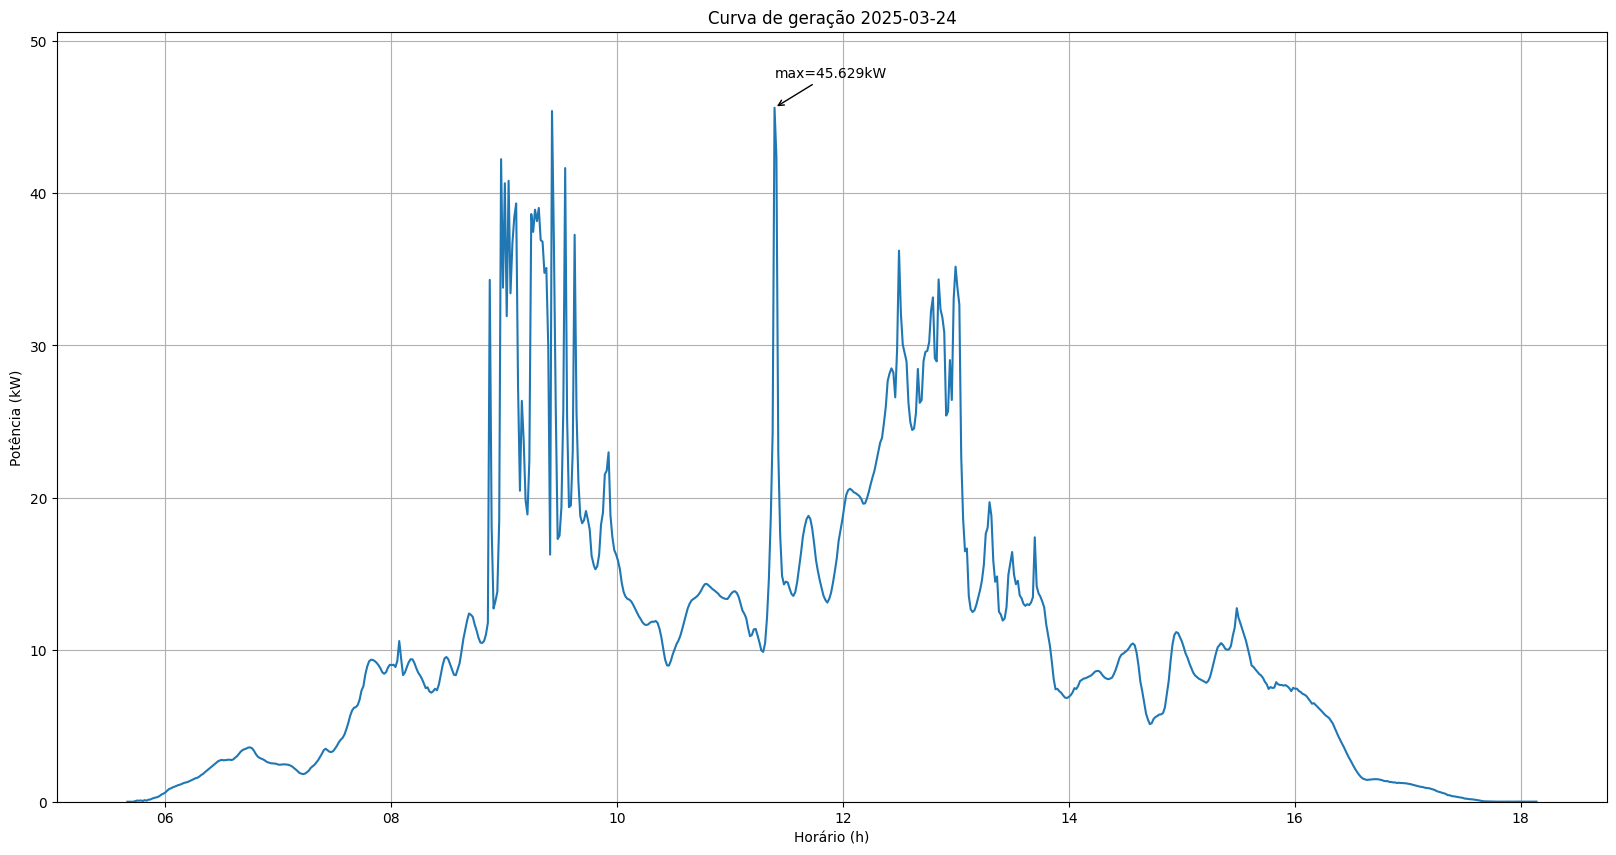 Curva de geração 2025-03-24
50
max=45.629kW
40
30
Potência (kW)
20
10
0
06 08 10 12 14 16 18
Horário (h)